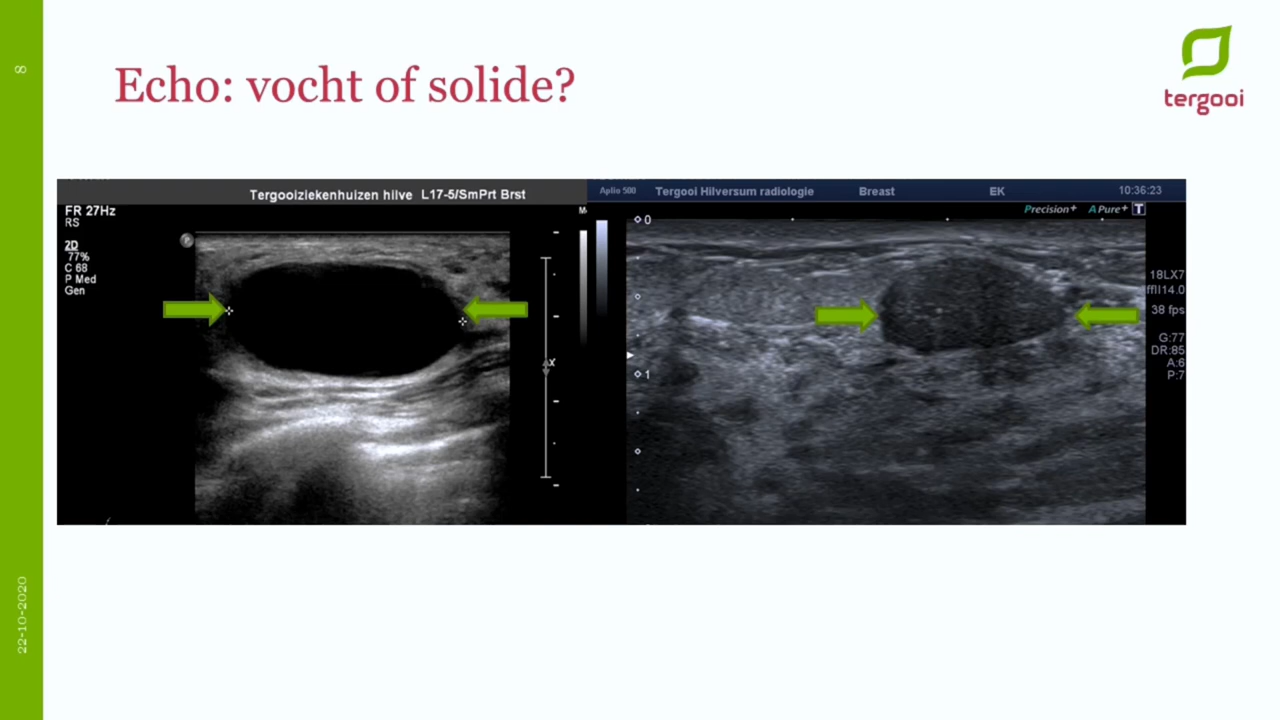 8
Echo: vocht of solide?
tergooi
Tergooiziekenhuizen hilve L17-5/SmPrt Brst
FR 27Hz
RS
2D
77%
C 68
P Med
Gen
P
M
X
Aplio 500 Tergooi Hilversum radiologie Breast EK 10:36:23
Precision+ APure+ T
0
1
18LX7
14.0
38 fps
G:77
DR:85
A:6
P:7
22-10-2020